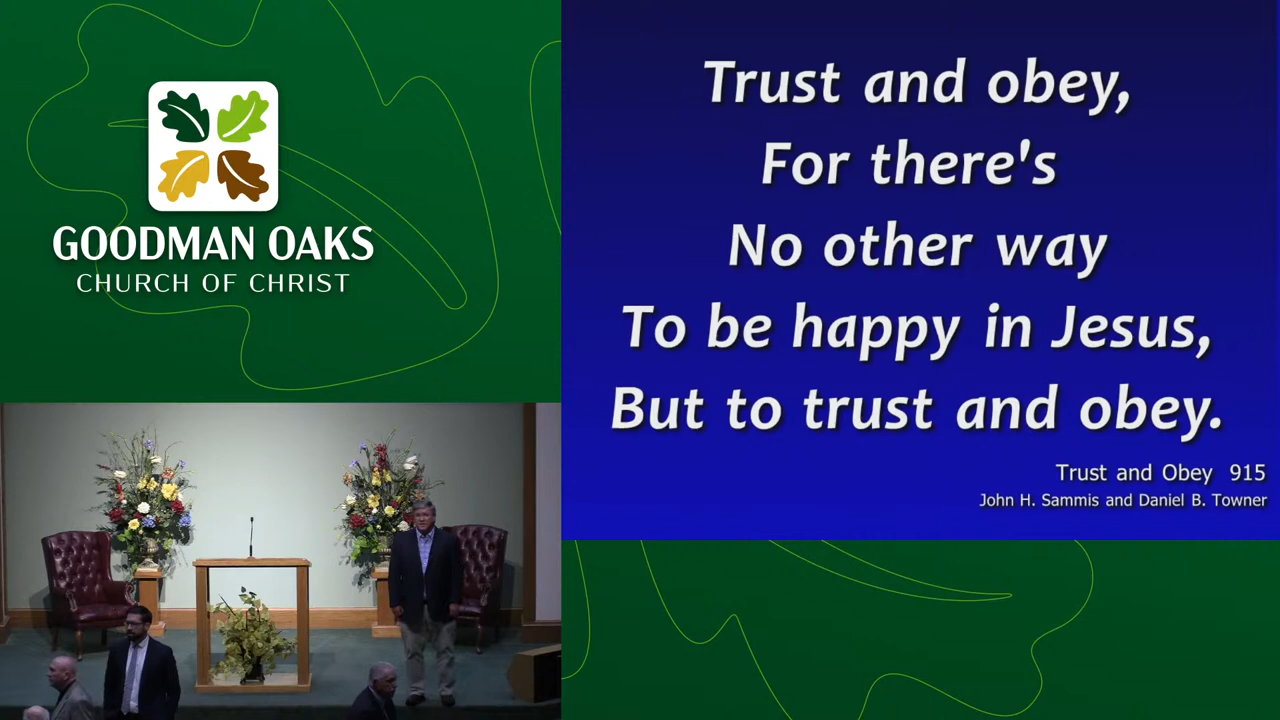 GOODMAN OAKS
CHURCH OF CHRIST
Trust and obey,
For there's
No other way
To be happy in Jesus,
But to trust and obey.
Trust and Obey 915
John H. Sammis and Daniel B. Towner